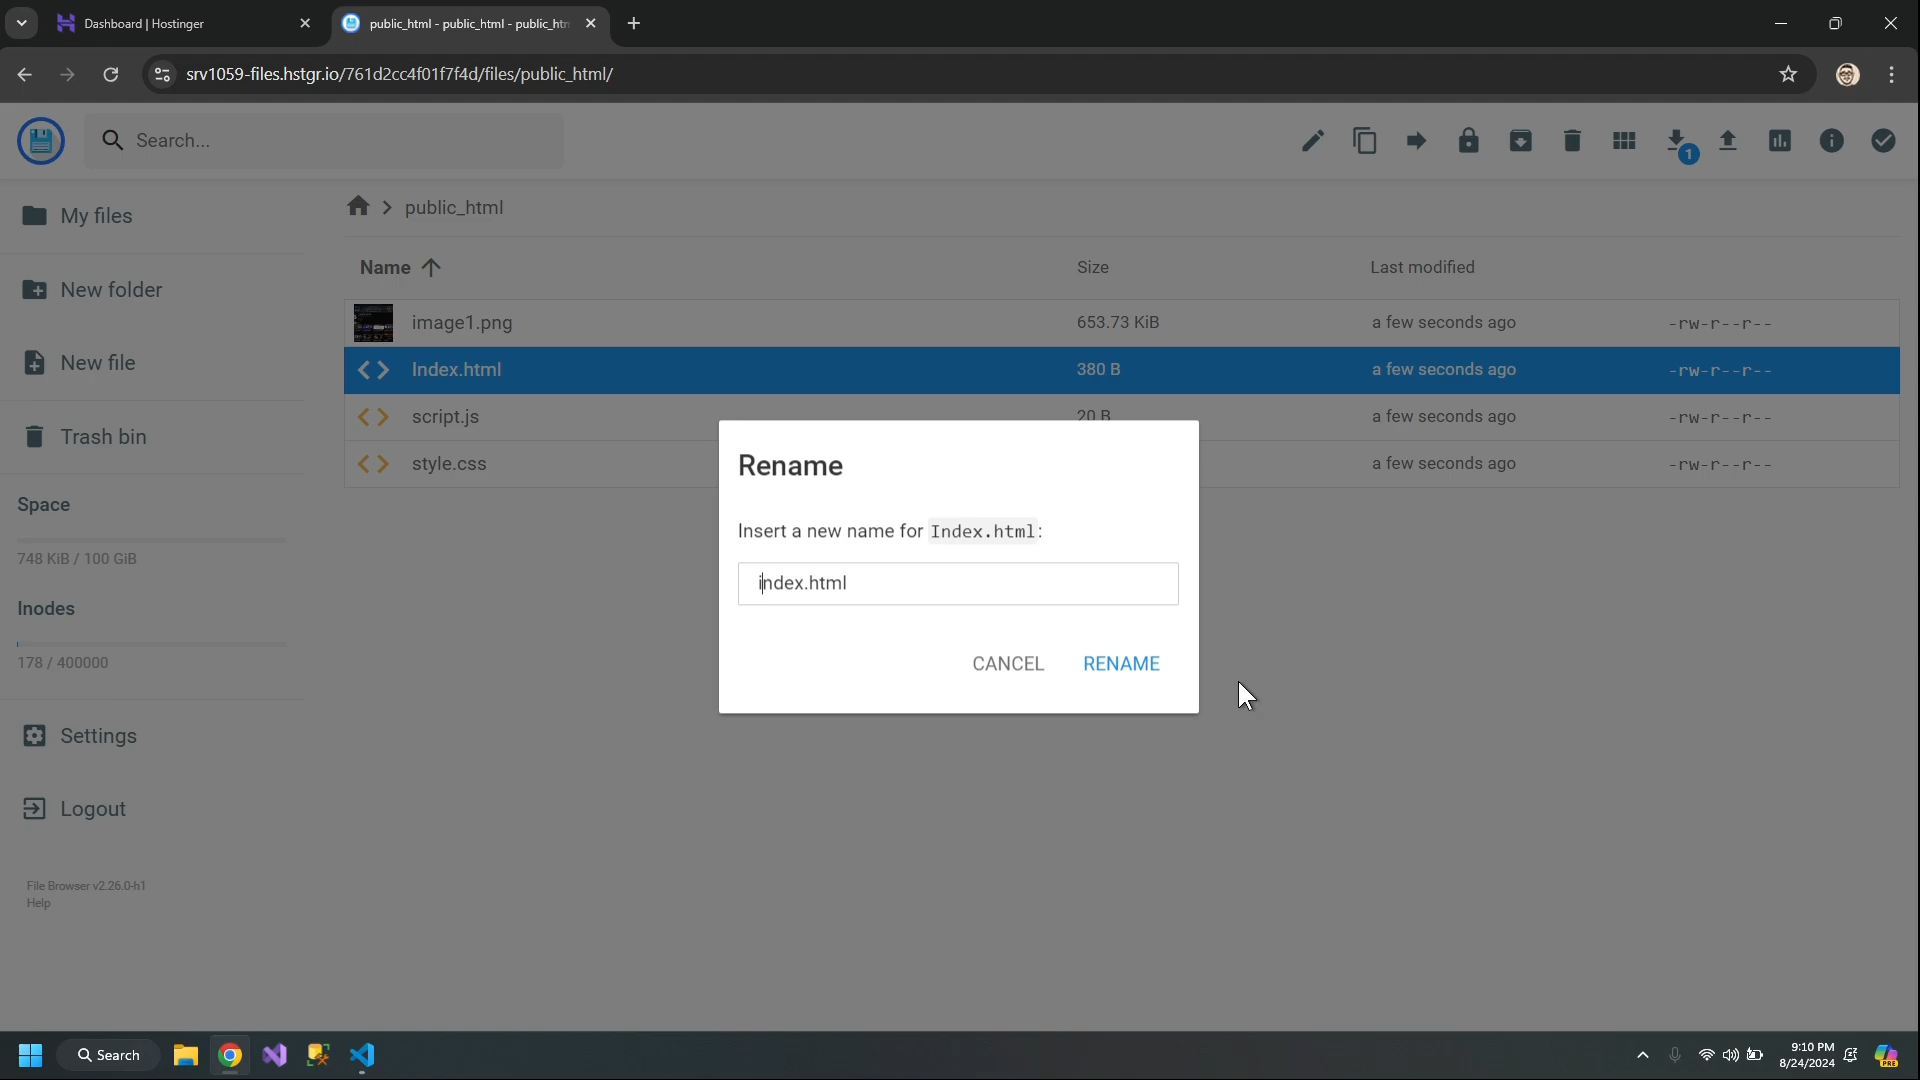 Dashboard | Hostinger
public_html - public_html - public_htm
srv1059-files.hstgr.io/761d2cc4f01f7f4d/files/public_html/
Search...
1
My files
New folder
New file
Trash bin
Space
748 KiB / 100 GiB
Inodes
178 / 400000
Settings
Logout
File Browser v2.26.0-h1
Help
public_html
Name Size Last modified
image1.png 653.73 KiB a few seconds ago -rw-r--r--
Index.html 380 B a few seconds ago -rw-r--r--
script.js 20 B a few seconds ago -rw-r--r--
style.css a few seconds ago -rw-r--r--
Rename
Insert a new name for Index.html:
index.html
CANCEL RENAME
Search
9:10 PM
8/24/2024
PRE